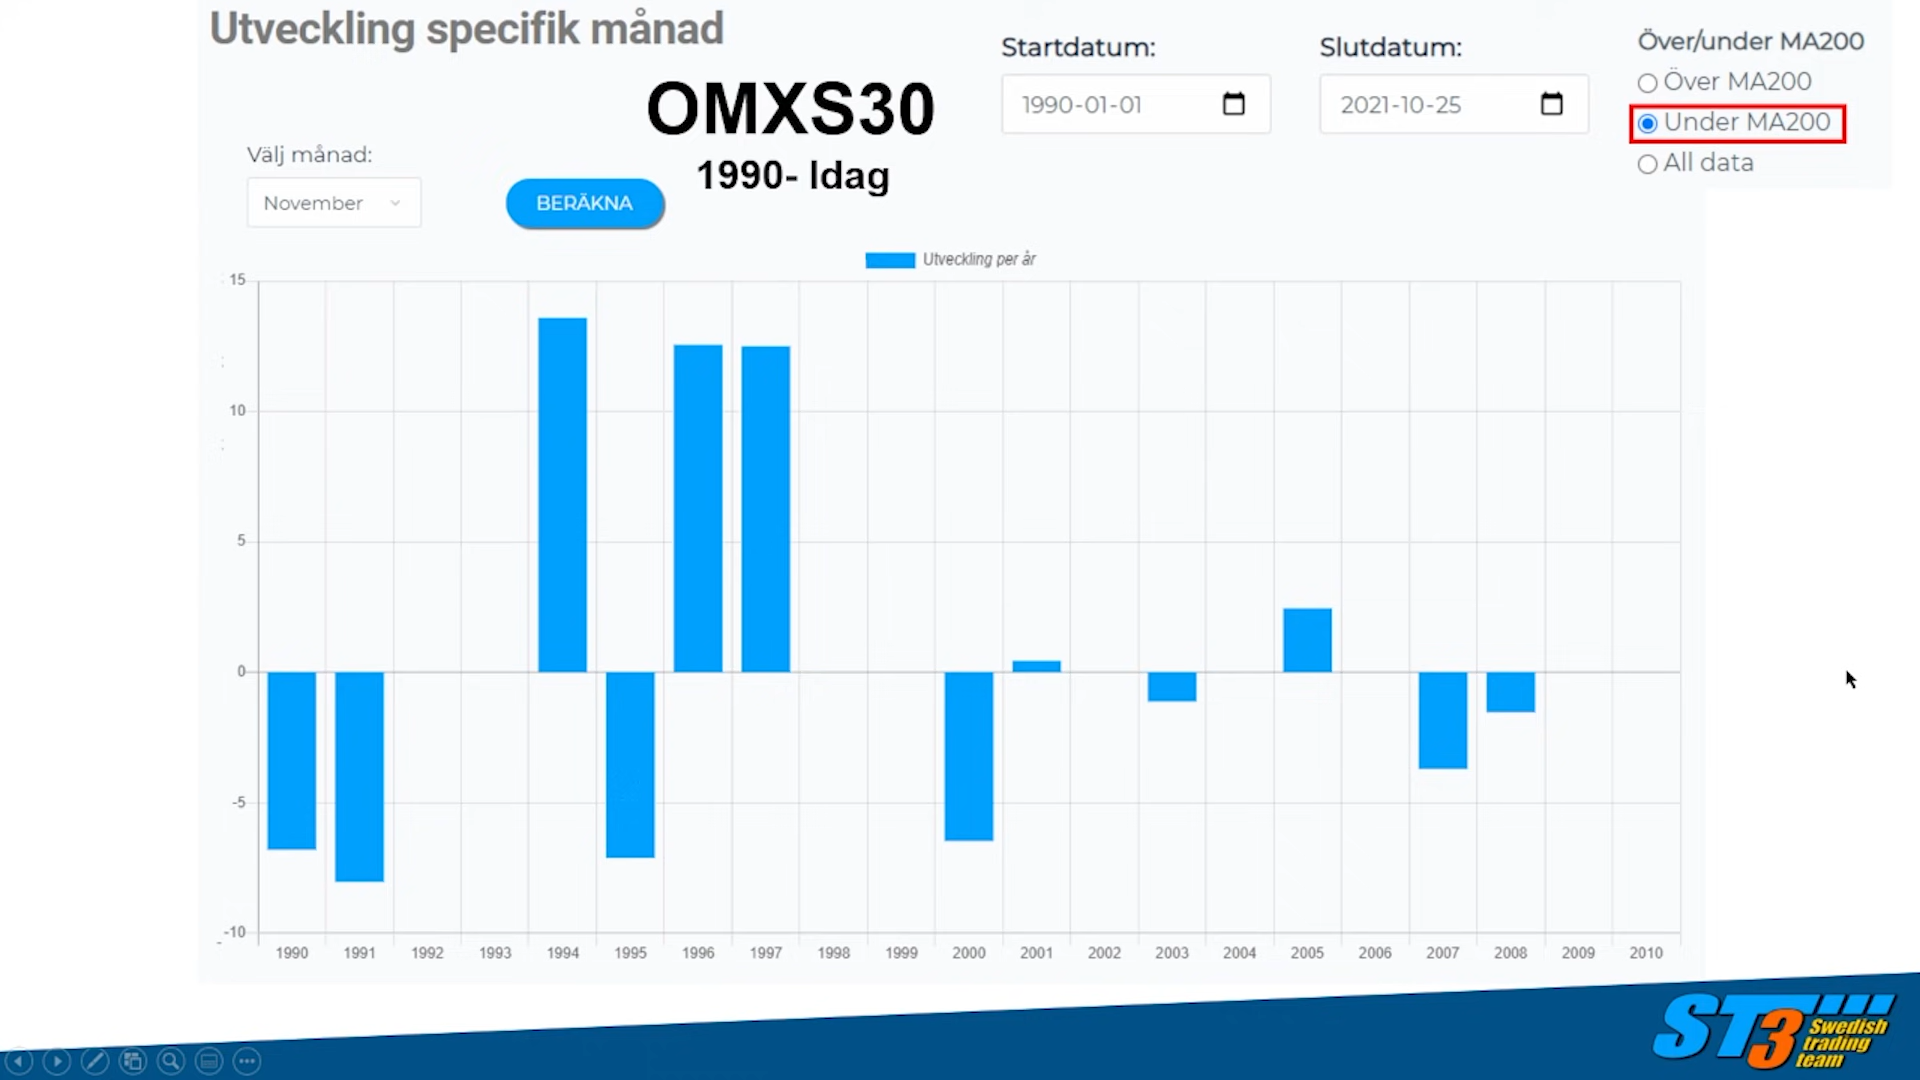 Utveckling specifik månad
OMXS30
1990- Idag
Startdatum:
1990-01-01
Slutdatum:
2021-10-25
Över/under MA200
Över MA200
Under MA200
All data
Välj månad:
November
BERÄKNA
Utveckling per år
15
10
5
0
-5
-10
1990 1991 1992 1993 1994 1995 1996 1997 1998 1999 2000 2001 2002 2003 2004 2005 2006 2007 2008 2009 2010
ST3 Swedish
trading
team